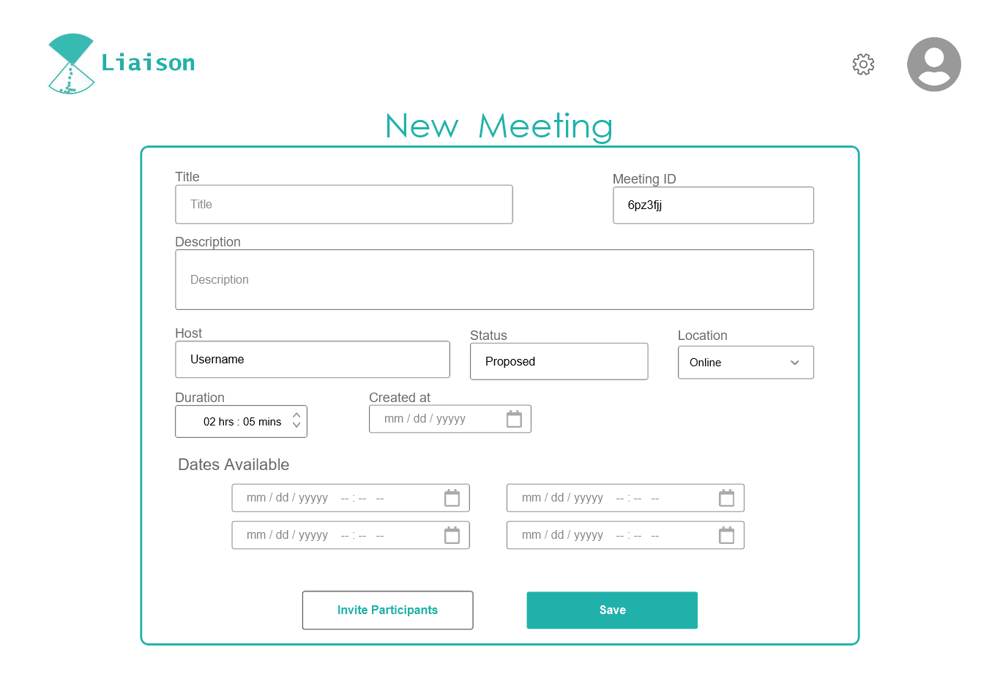 Liaison
New Meeting
Title
Meeting ID
Title
6pz3fjj
Description
Description
Host
Status
Location
Username
Proposed
Online
Duration
Created at
02 hrs : 05 mins
mm / dd / yyyy
Dates Available
mm / dd / yyyy -- : -- --
mm / dd / yyyy -- : -- --
mm / dd / yyyy -- : -- --
mm / dd / yyyy -- : -- --
Invite Participants
Save